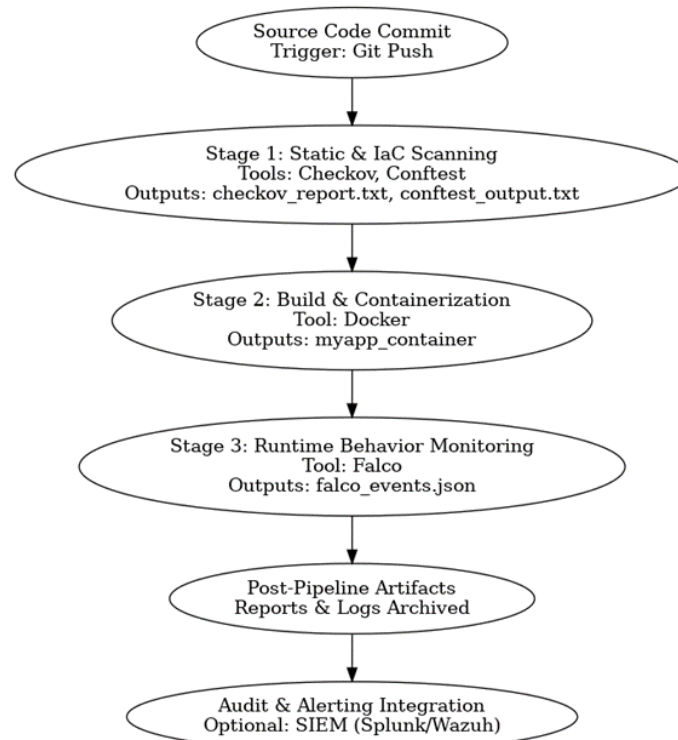 Source Code Commit
Trigger: Git Push
Stage 1: Static & IaC Scanning
Tools: Checkov, Conftest
Outputs: checkov_report.txt, conftest_output.txt
Stage 2: Build & Containerization
Tool: Docker
Outputs: myapp_container
Stage 3: Runtime Behavior Monitoring
Tool: Falco
Outputs: falco_events.json
Post-Pipeline Artifacts
Reports & Logs Archived
Audit & Alerting Integration
Optional: SIEM (Splunk/Wazuh)